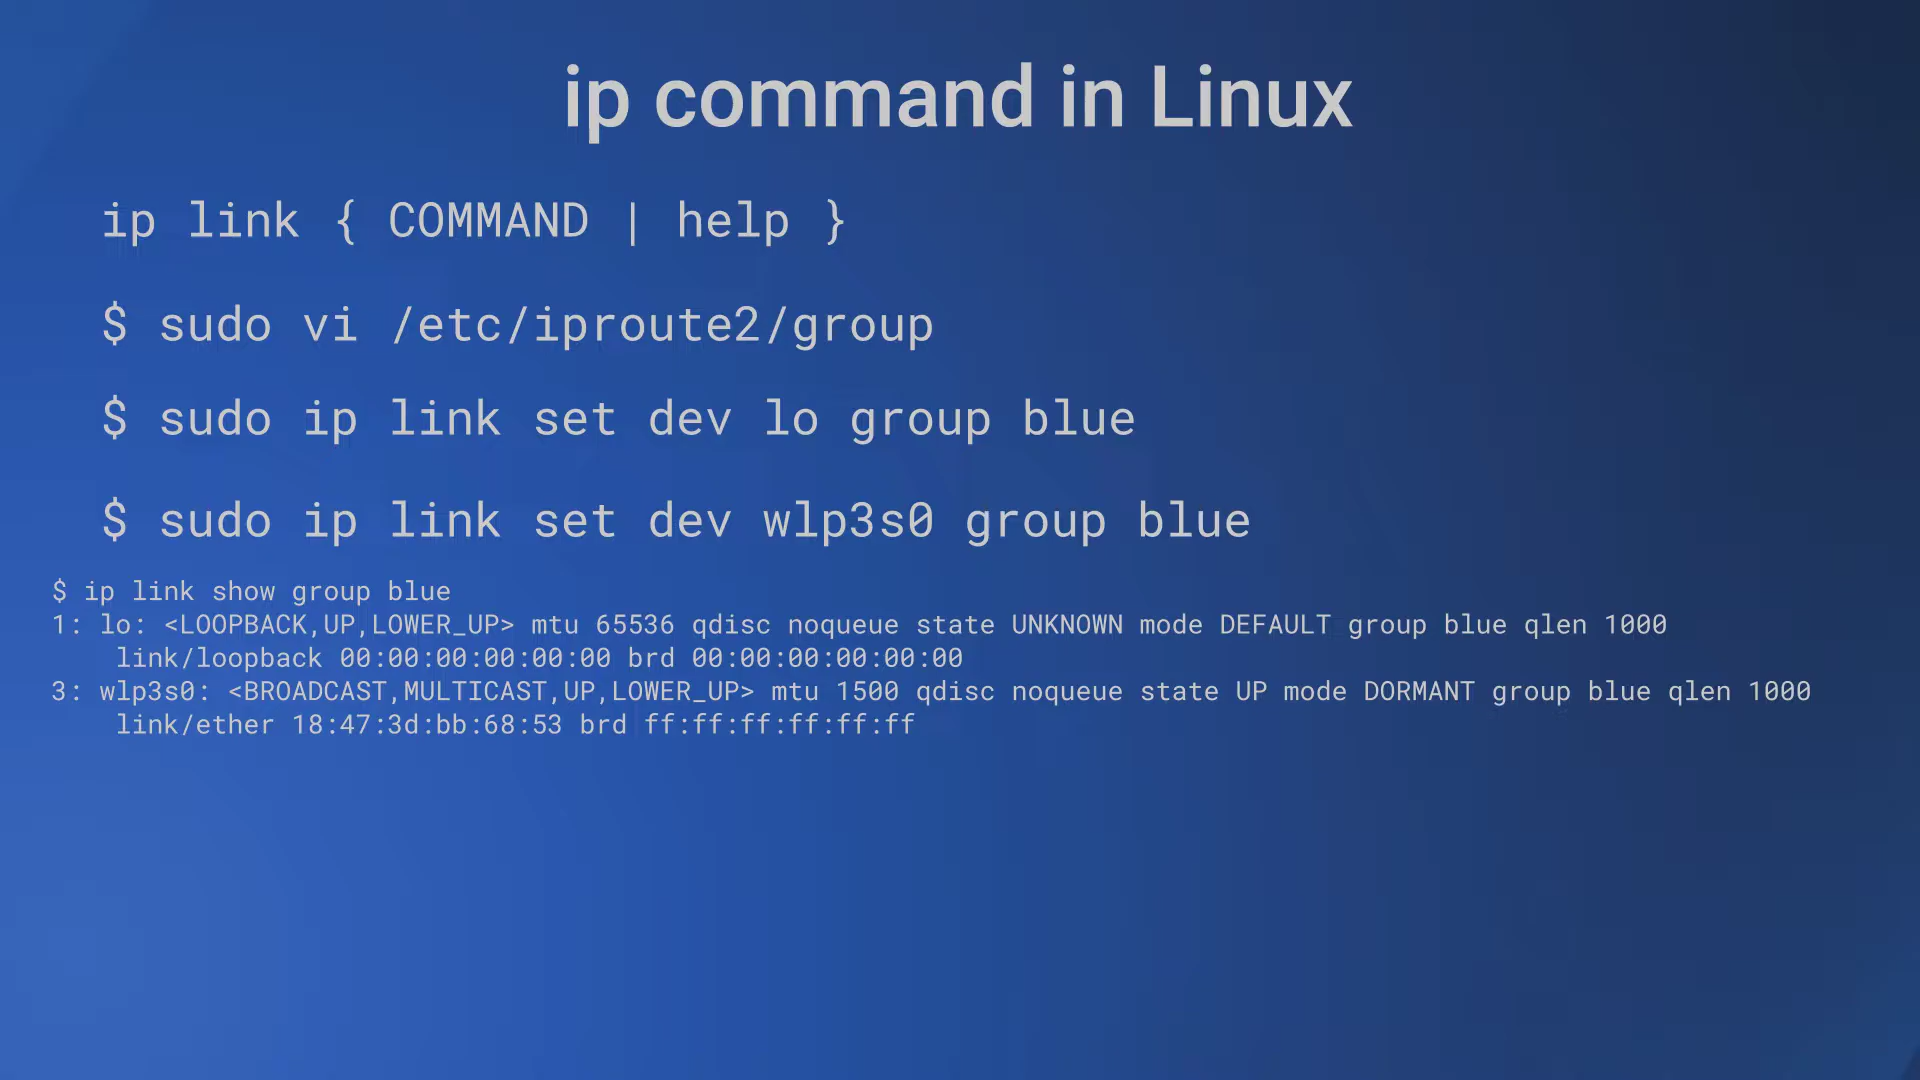 ip command in Linux
ip link { COMMAND | help }
$ sudo vi /etc/iproute2/group
$ sudo ip link set dev lo group blue
$ sudo ip link set dev wlp3s0 group blue
$ ip link show group blue
1: lo: <LOOPBACK,UP,LOWER_UP> mtu 65536 qdisc noqueue state UNKNOWN mode DEFAULT group blue qlen 1000
    link/loopback 00:00:00:00:00:00 brd 00:00:00:00:00:00
3: wlp3s0: <BROADCAST,MULTICAST,UP,LOWER_UP> mtu 1500 qdisc noqueue state UP mode DORMANT group blue qlen 1000
    link/ether 18:47:3d:bb:68:53 brd ff:ff:ff:ff:ff:ff